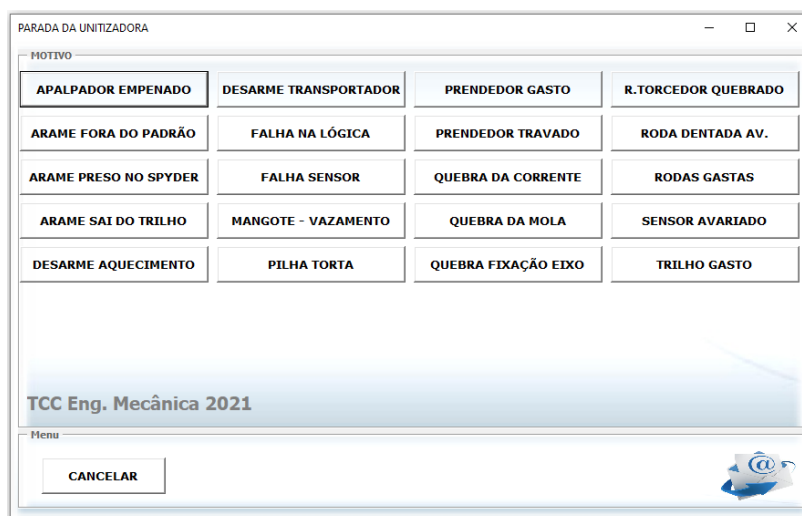 PARADA DA UNITIZADORA
MOTIVO
APALPADOR EMPENADO DESARME TRANSPORTADOR PRENDEDOR GASTO R.TORCEDOR QUEBRADO
ARAME FORA DO PADRÃO FALHA NA LÓGICA PRENDEDOR TRAVADO RODA DENTADA AV.
ARAME PRESO NO SPYDER FALHA SENSOR QUEBRA DA CORRENTE RODAS GASTAS
ARAME SAI DO TRILHO MANGOTE - VAZAMENTO QUEBRA DA MOLA SENSOR AVARIADO
DESARME AQUECIMENTO PILHA TORTA QUEBRA FIXAÇÃO EIXO TRILHO GASTO
TCC Eng. Mecânica 2021
Menu
CANCELAR
@